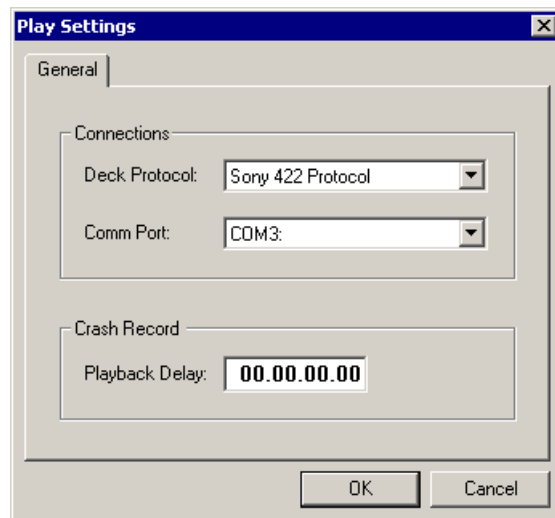 Play Settings
General
Connections
Deck Protocol: Sony 422 Protocol
Comm Port: COM3:
Crash Record
Playback Delay: 00.00.00.00
OK Cancel